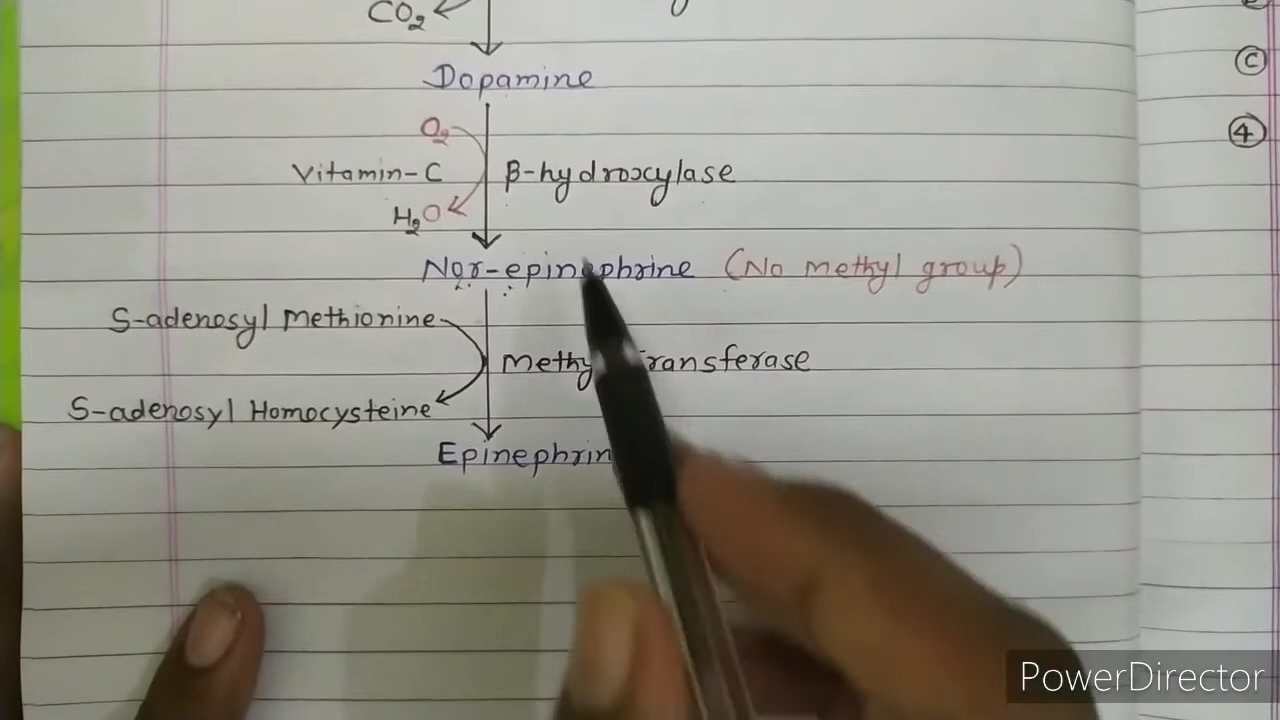 CO₂
Dopamine
O₂
Vitamin-C β-hydroxylase
H₂O
Nor-epinephrine (No methyl group)
S-adenosyl Methionine
S-adenosyl Homocysteine
Epinephrin
C
4
PowerDirector